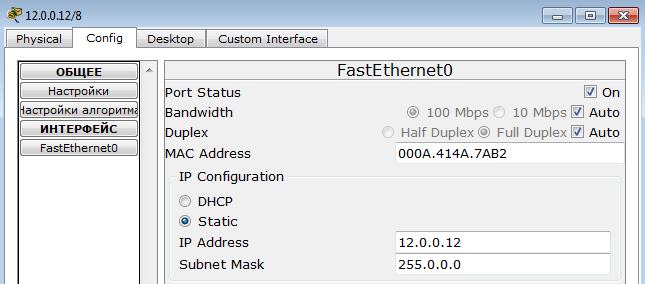 12.0.0.12/8
Physical Config Desktop Custom Interface
ОБЩЕЕ
Настройки
Настройки алгоритма
ИНТЕРФЕЙС
FastEthernet0
FastEthernet0
Port Status On
Bandwidth 100 Mbps 10 Mbps Auto
Duplex Half Duplex Full Duplex Auto
MAC Address 000A.414A.7AB2
IP Configuration
DHCP
Static
IP Address 12.0.0.12
Subnet Mask 255.0.0.0